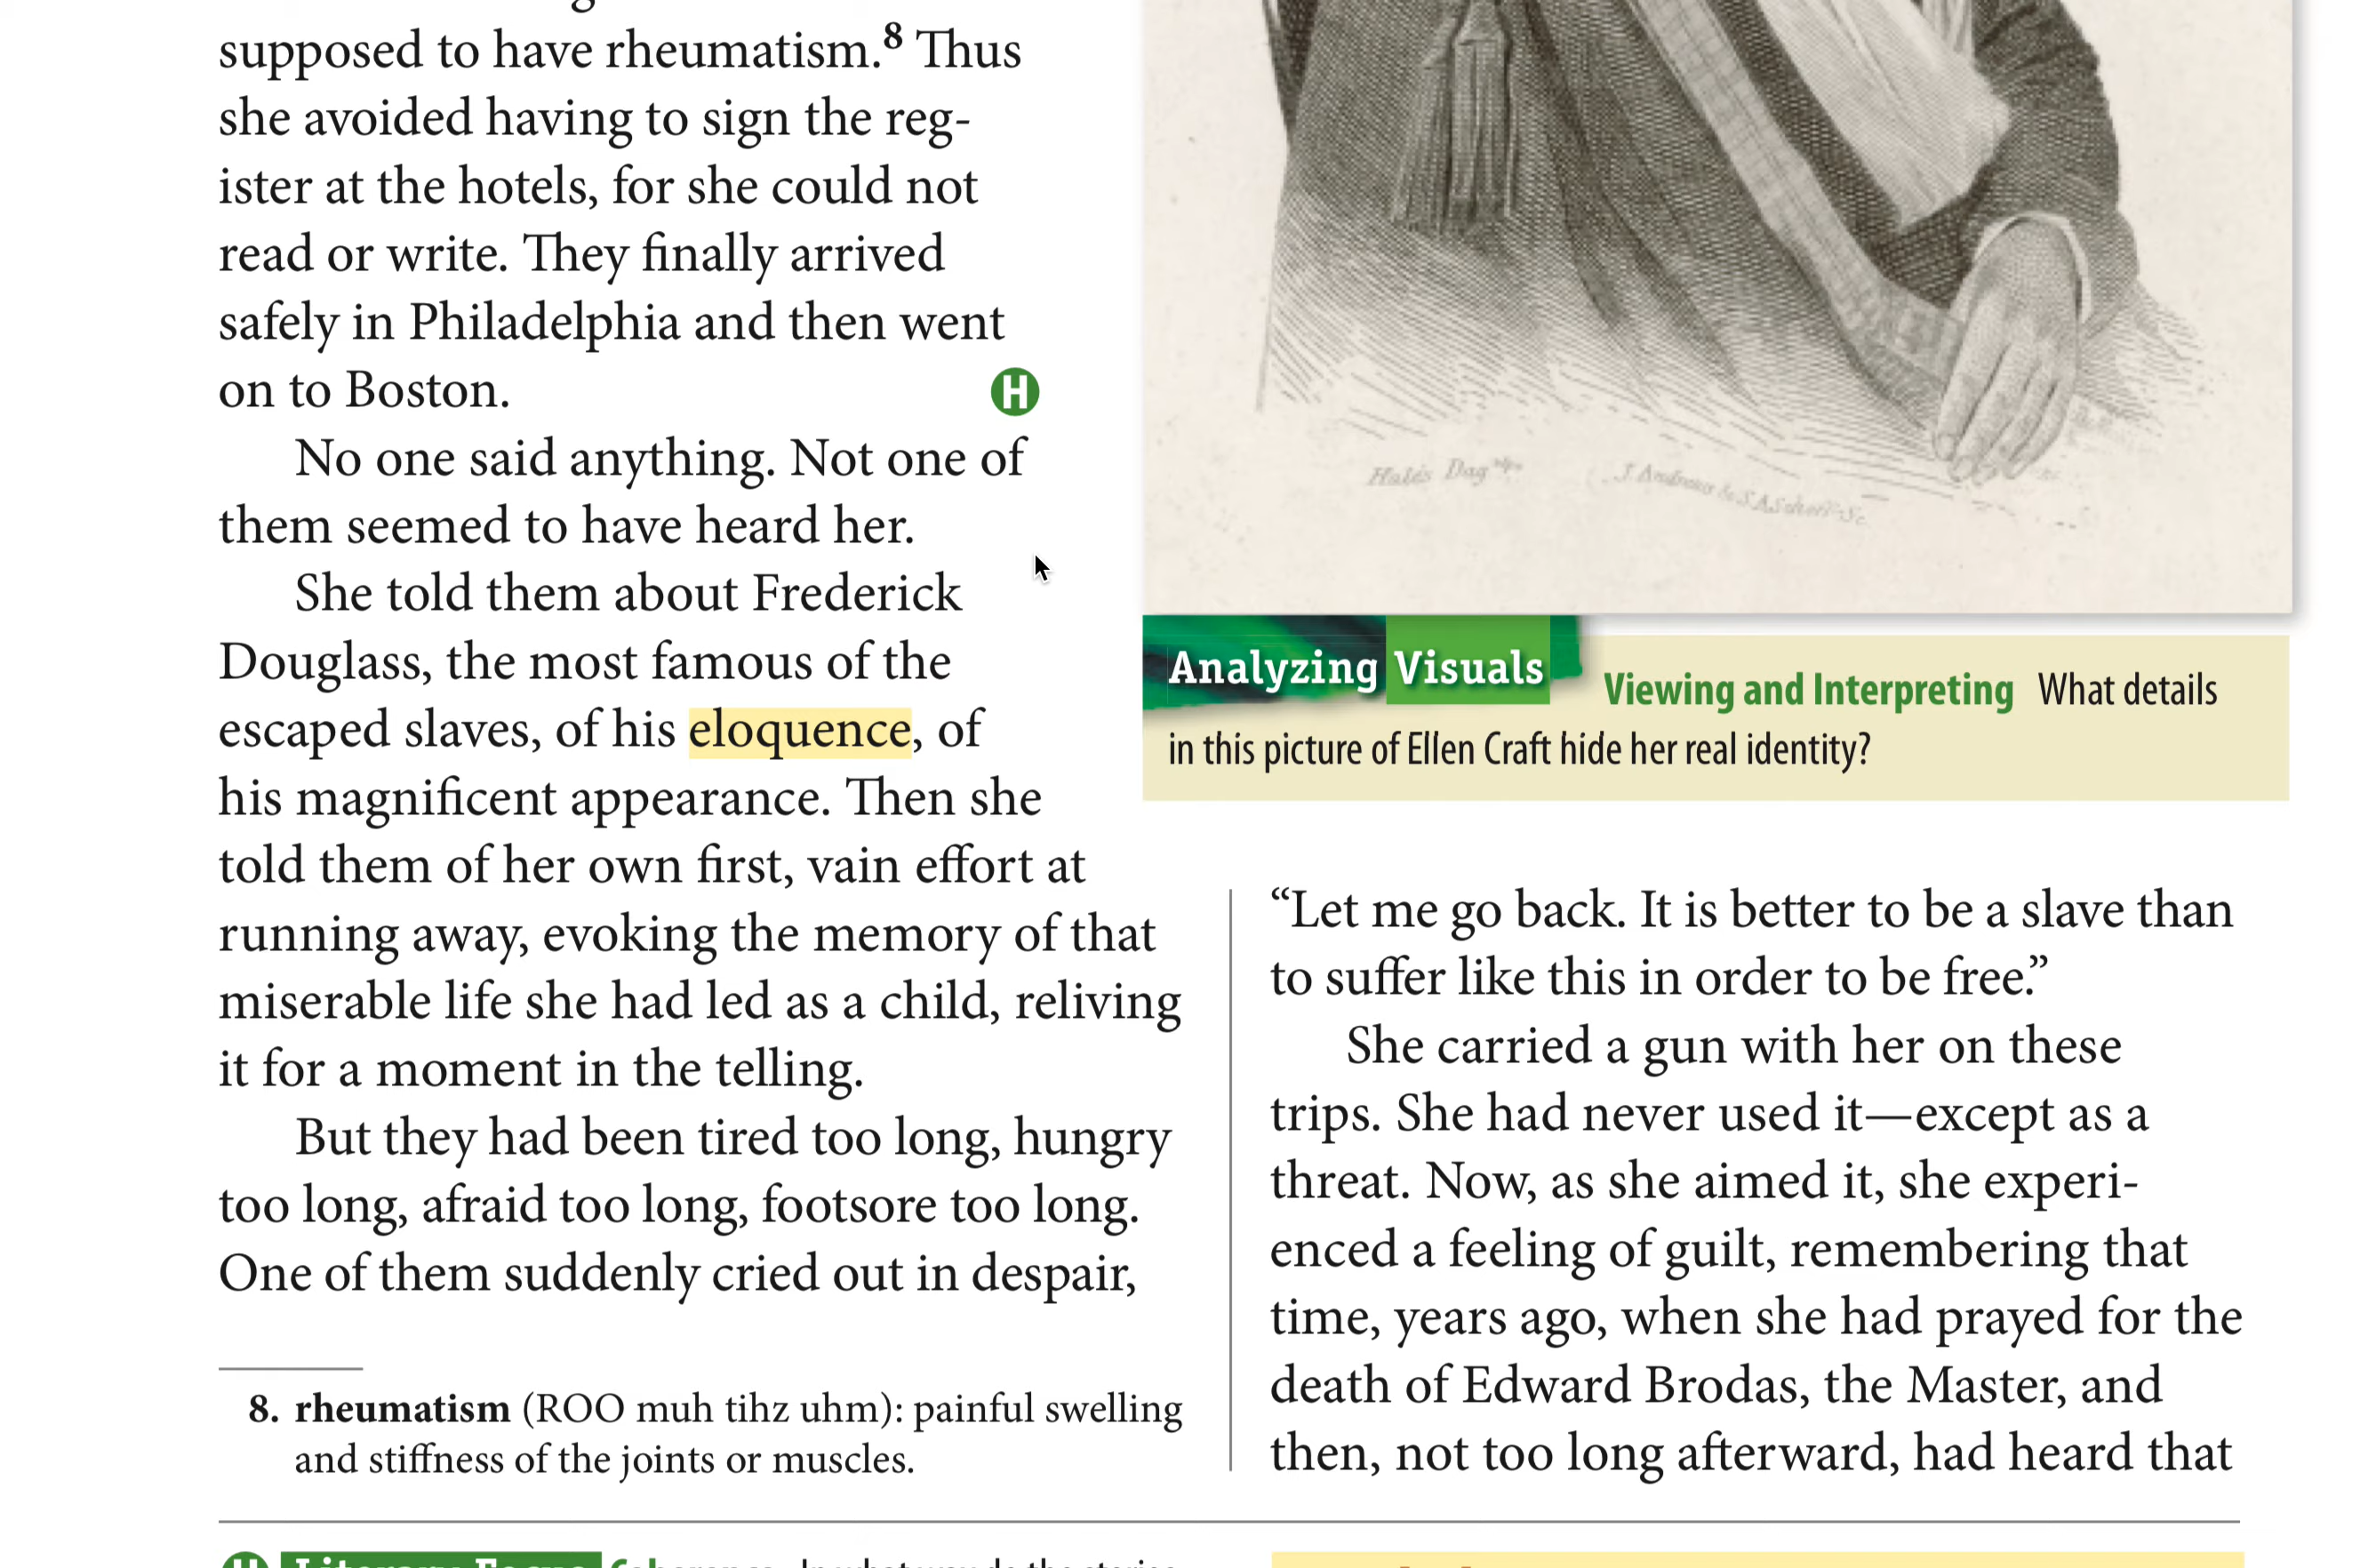 supposed to have rheumatism.8 Thus
she avoided having to sign the reg-
ister at the hotels, for she could not
read or write. They finally arrived
safely in Philadelphia and then went
on to Boston.
H
No one said anything. Not one of
them seemed to have heard her.
She told them about Frederick
Douglass, the most famous of the
escaped slaves, of his eloquence, of
his magnificent appearance. Then she
told them of her own first, vain effort at
running away, evoking the memory of that
miserable life she had led as a child, reliving
it for a moment in the telling.
But they had been tired too long, hungry
too long, afraid too long, footsore too long.
One of them suddenly cried out in despair,
8. rheumatism (ROO muh tihz uhm): painful swelling
and stiffness of the joints or muscles.
Hales Dag
J. Andrews & S.A.
Analyzing Visuals
Viewing and Interpreting What details
in this picture of Ellen Craft hide her real identity?
“Let me go back. It is better to be a slave than
to suffer like this in order to be free.”
She carried a gun with her on these
trips. She had never used it—except as a
threat. Now, as she aimed it, she experi-
enced a feeling of guilt, remembering that
time, years ago, when she had prayed for the
death of Edward Brodas, the Master, and
then, not too long afterward, had heard that
H Literary Focus Coherence In what way do the stories